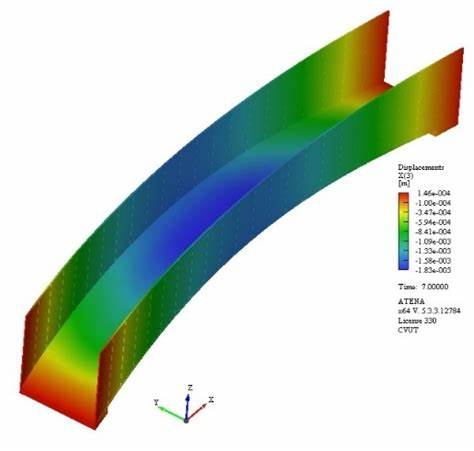 Displacements
X(3)
[m]
1.46e-004
-1.00e-004
-3.47e-004
-5.94e-004
-8.41e-004
-1.09e-003
-1.33e-003
-1.58e-003
-1.83e-003
Time: 7.00000
ATENA
x64 V. 5.3.3.12784
License 330
CVUT
Z
Y
X